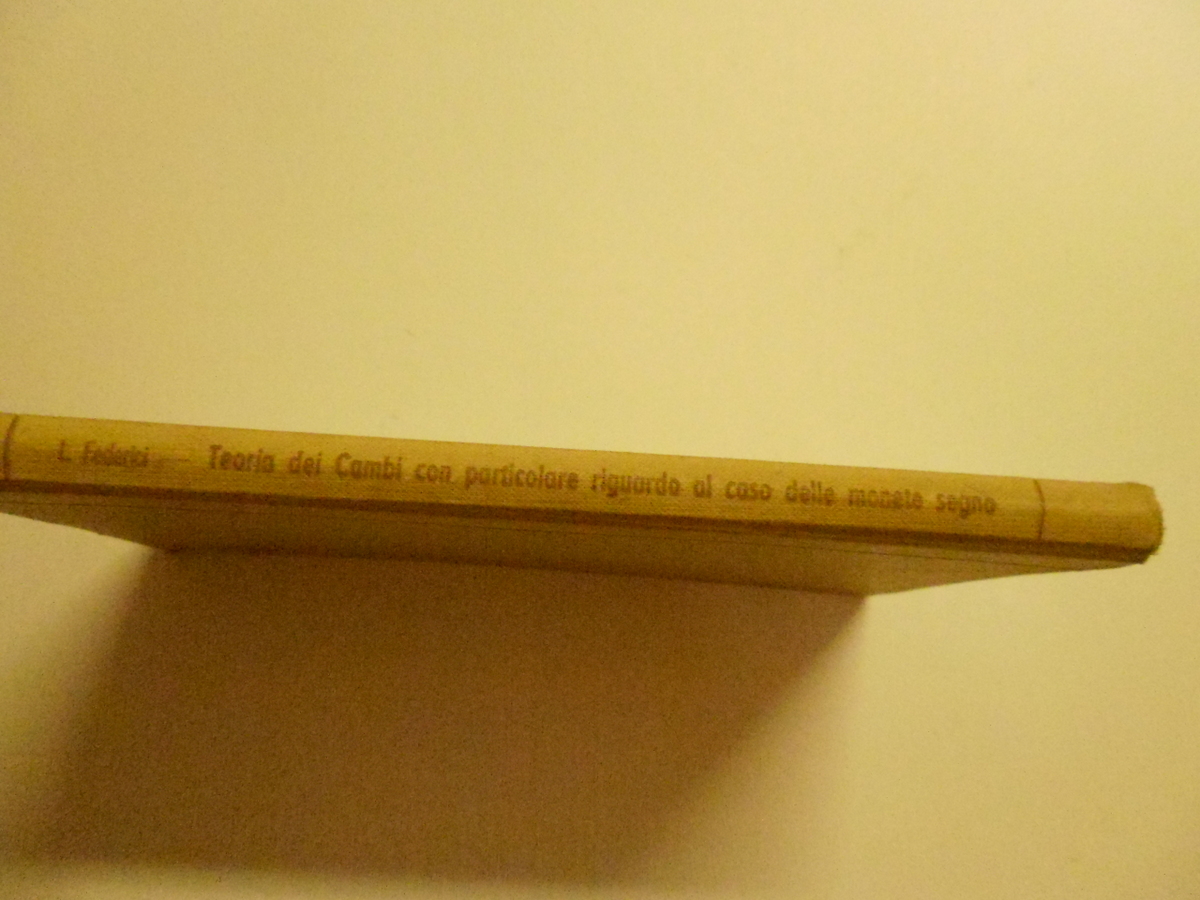 L. Federici — Teoria dei Cambi con particolare riguardo al caso delle monete segno